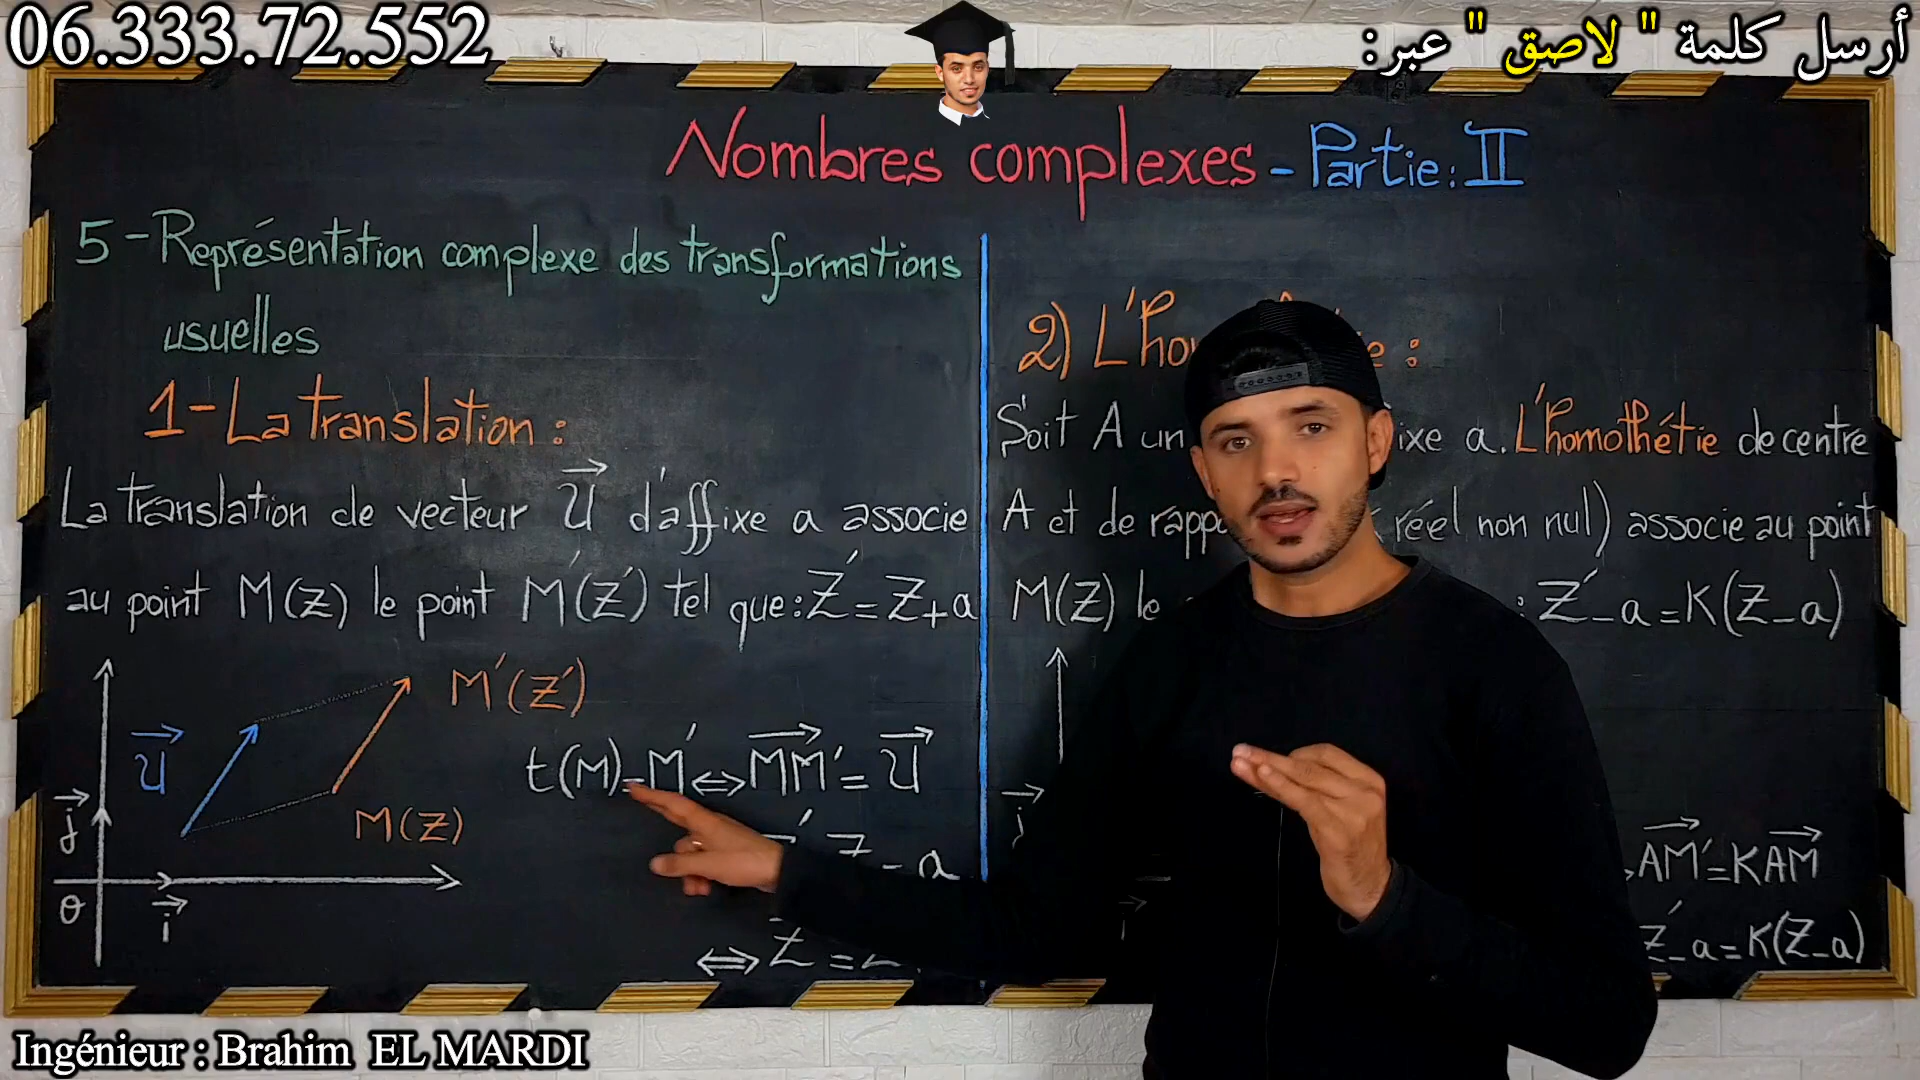 06.333.72.552
أرسل كلمة " لاصق " عبر:
Nombres complexes - Partie: II
5-Représentation complexe des transformations
usuelles
1-La translation :
La translation de vecteur U d'affixe a associe
au point M(Z) le point M'(Z') tel que: Z' = Z+a
M'(Z')
U
M(Z)
j
O
i
t(M)=M' ⇔ MM' = U
- a
⇔ Z =
2) L'ho e :
Soit A un ixe a. L'homothétie de centre
A et de rappo réel non nul) associe au point
M(Z) le : Z'-a = K(Z-a)
j
i
AM' = KAM
Z'-a = K(Z-a)
Ingénieur : Brahim EL MARDI